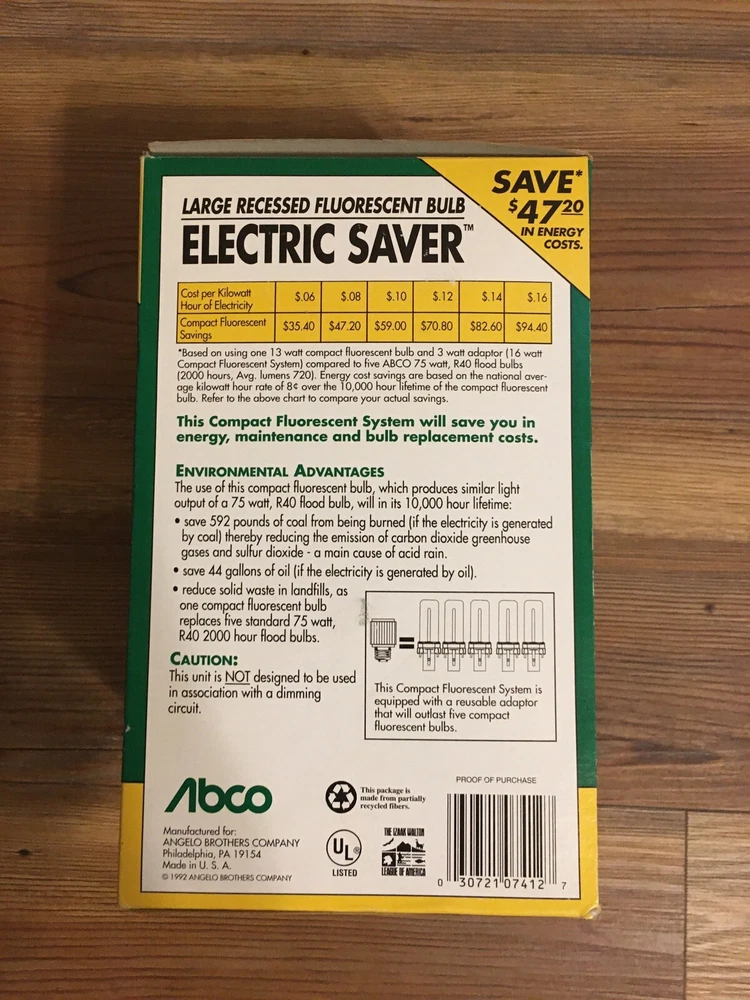 SAVE*
$47.20
IN ENERGY
COSTS.
LARGE RECESSED FLUORESCENT BULB
ELECTRIC SAVER™
Cost per Kilowatt
Hour of Electricity $.06 $.08 $.10 $.12 $.14 $.16
Compact Fluorescent
Savings $35.40 $47.20 $59.00 $70.80 $82.60 $94.40
*Based on using one 13 watt compact fluorescent bulb and 3 watt adaptor (16 watt
Compact Fluorescent System) compared to five ABCO 75 watt, R40 flood bulbs
(2000 hours, Avg. lumens 720). Energy cost savings are based on the national aver-
age kilowatt hour rate of 8¢ over the 10,000 hour lifetime of the compact fluorescent
bulb. Refer to the above chart to compare your actual savings.
This Compact Fluorescent System will save you in
energy, maintenance and bulb replacement costs.
ENVIRONMENTAL ADVANTAGES
The use of this compact fluorescent bulb, which produces similar light
output of a 75 watt, R40 flood bulb, will in its 10,000 hour lifetime:
• save 592 pounds of coal from being burned (if the electricity is generated
by coal) thereby reducing the emission of carbon dioxide greenhouse
gases and sulfur dioxide - a main cause of acid rain.
• save 44 gallons of oil (if the electricity is generated by oil).
• reduce solid waste in landfills, as
one compact fluorescent bulb
replaces five standard 75 watt,
R40 2000 hour flood bulbs.
CAUTION:
This unit is NOT designed to be used
in association with a dimming
circuit.
This Compact Fluorescent System is
equipped with a reusable adaptor
that will outlast five compact
fluorescent bulbs.
Abco
Manufactured for:
ANGELO BROTHERS COMPANY
Philadelphia, PA 19154
Made in U. S. A.
© 1992 ANGELO BROTHERS COMPANY
This package is
made from partially
recycled fibers.
UL®
LISTED
THE IZAAK WALTON
LEAGUE OF AMERICA
PROOF OF PURCHASE
0 30721 07412 7